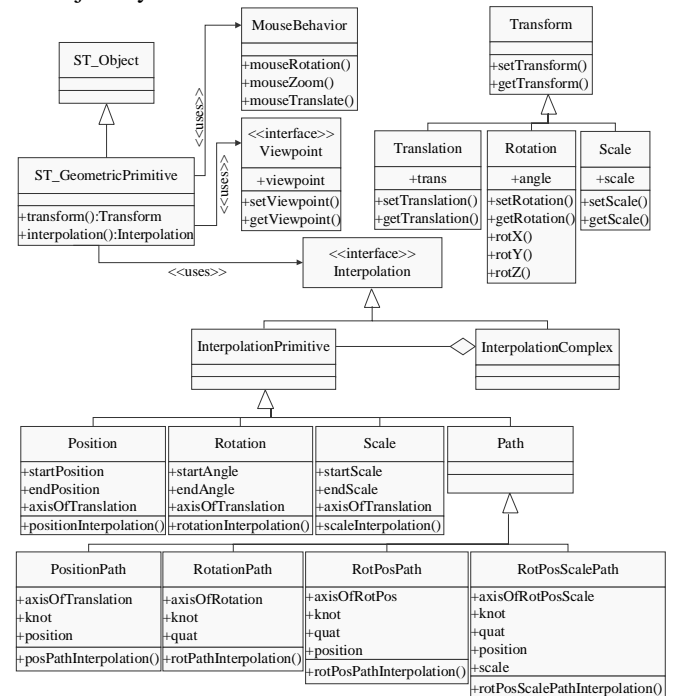 MouseBehavior
+mouseRotation()
+mouseZoom()
+mouseTranslate()
Transform
+setTransform()
+getTransform()
ST_Object
<<uses>>
<<uses>>
<<interface>>
Viewpoint
+viewpoint
+setViewpoint()
+getViewpoint()
Translation
+trans
+setTranslation()
+getTranslation()
Rotation
+angle
+setRotation()
+getRotation()
+rotX()
+rotY()
+rotZ()
Scale
+scale
+setScale()
+getScale()
ST_GeometricPrimitive
+transform():Transform
+interpolation():Interpolation
<<uses>>
<<interface>>
Interpolation
InterpolationPrimitive
InterpolationComplex
Position
+startPosition
+endPosition
+axisOfTranslation
+positionInterpolation()
Rotation
+startAngle
+endAngle
+axisOfTranslation
+rotationInterpolation()
Scale
+startScale
+endScale
+axisOfTranslation
+scaleInterpolation()
Path
PositionPath
+axisOfTranslation
+knot
+position
+posPathInterpolation()
RotationPath
+axisOfRotation
+knot
+quat
+rotPathInterpolation()
RotPosPath
+axisOfRotPos
+knot
+quat
+position
+rotPosPathInterpolation()
RotPosScalePath
+axisOfRotPosScale
+knot
+quat
+position
+scale
+rotPosScalePathInterpolation()